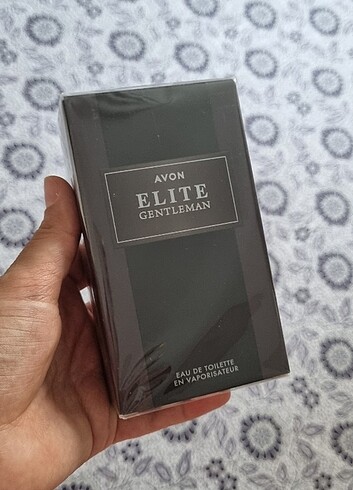 AVON
ELITE
GENTLEMAN
EAU DE TOILETTE
EN VAPORISATEUR